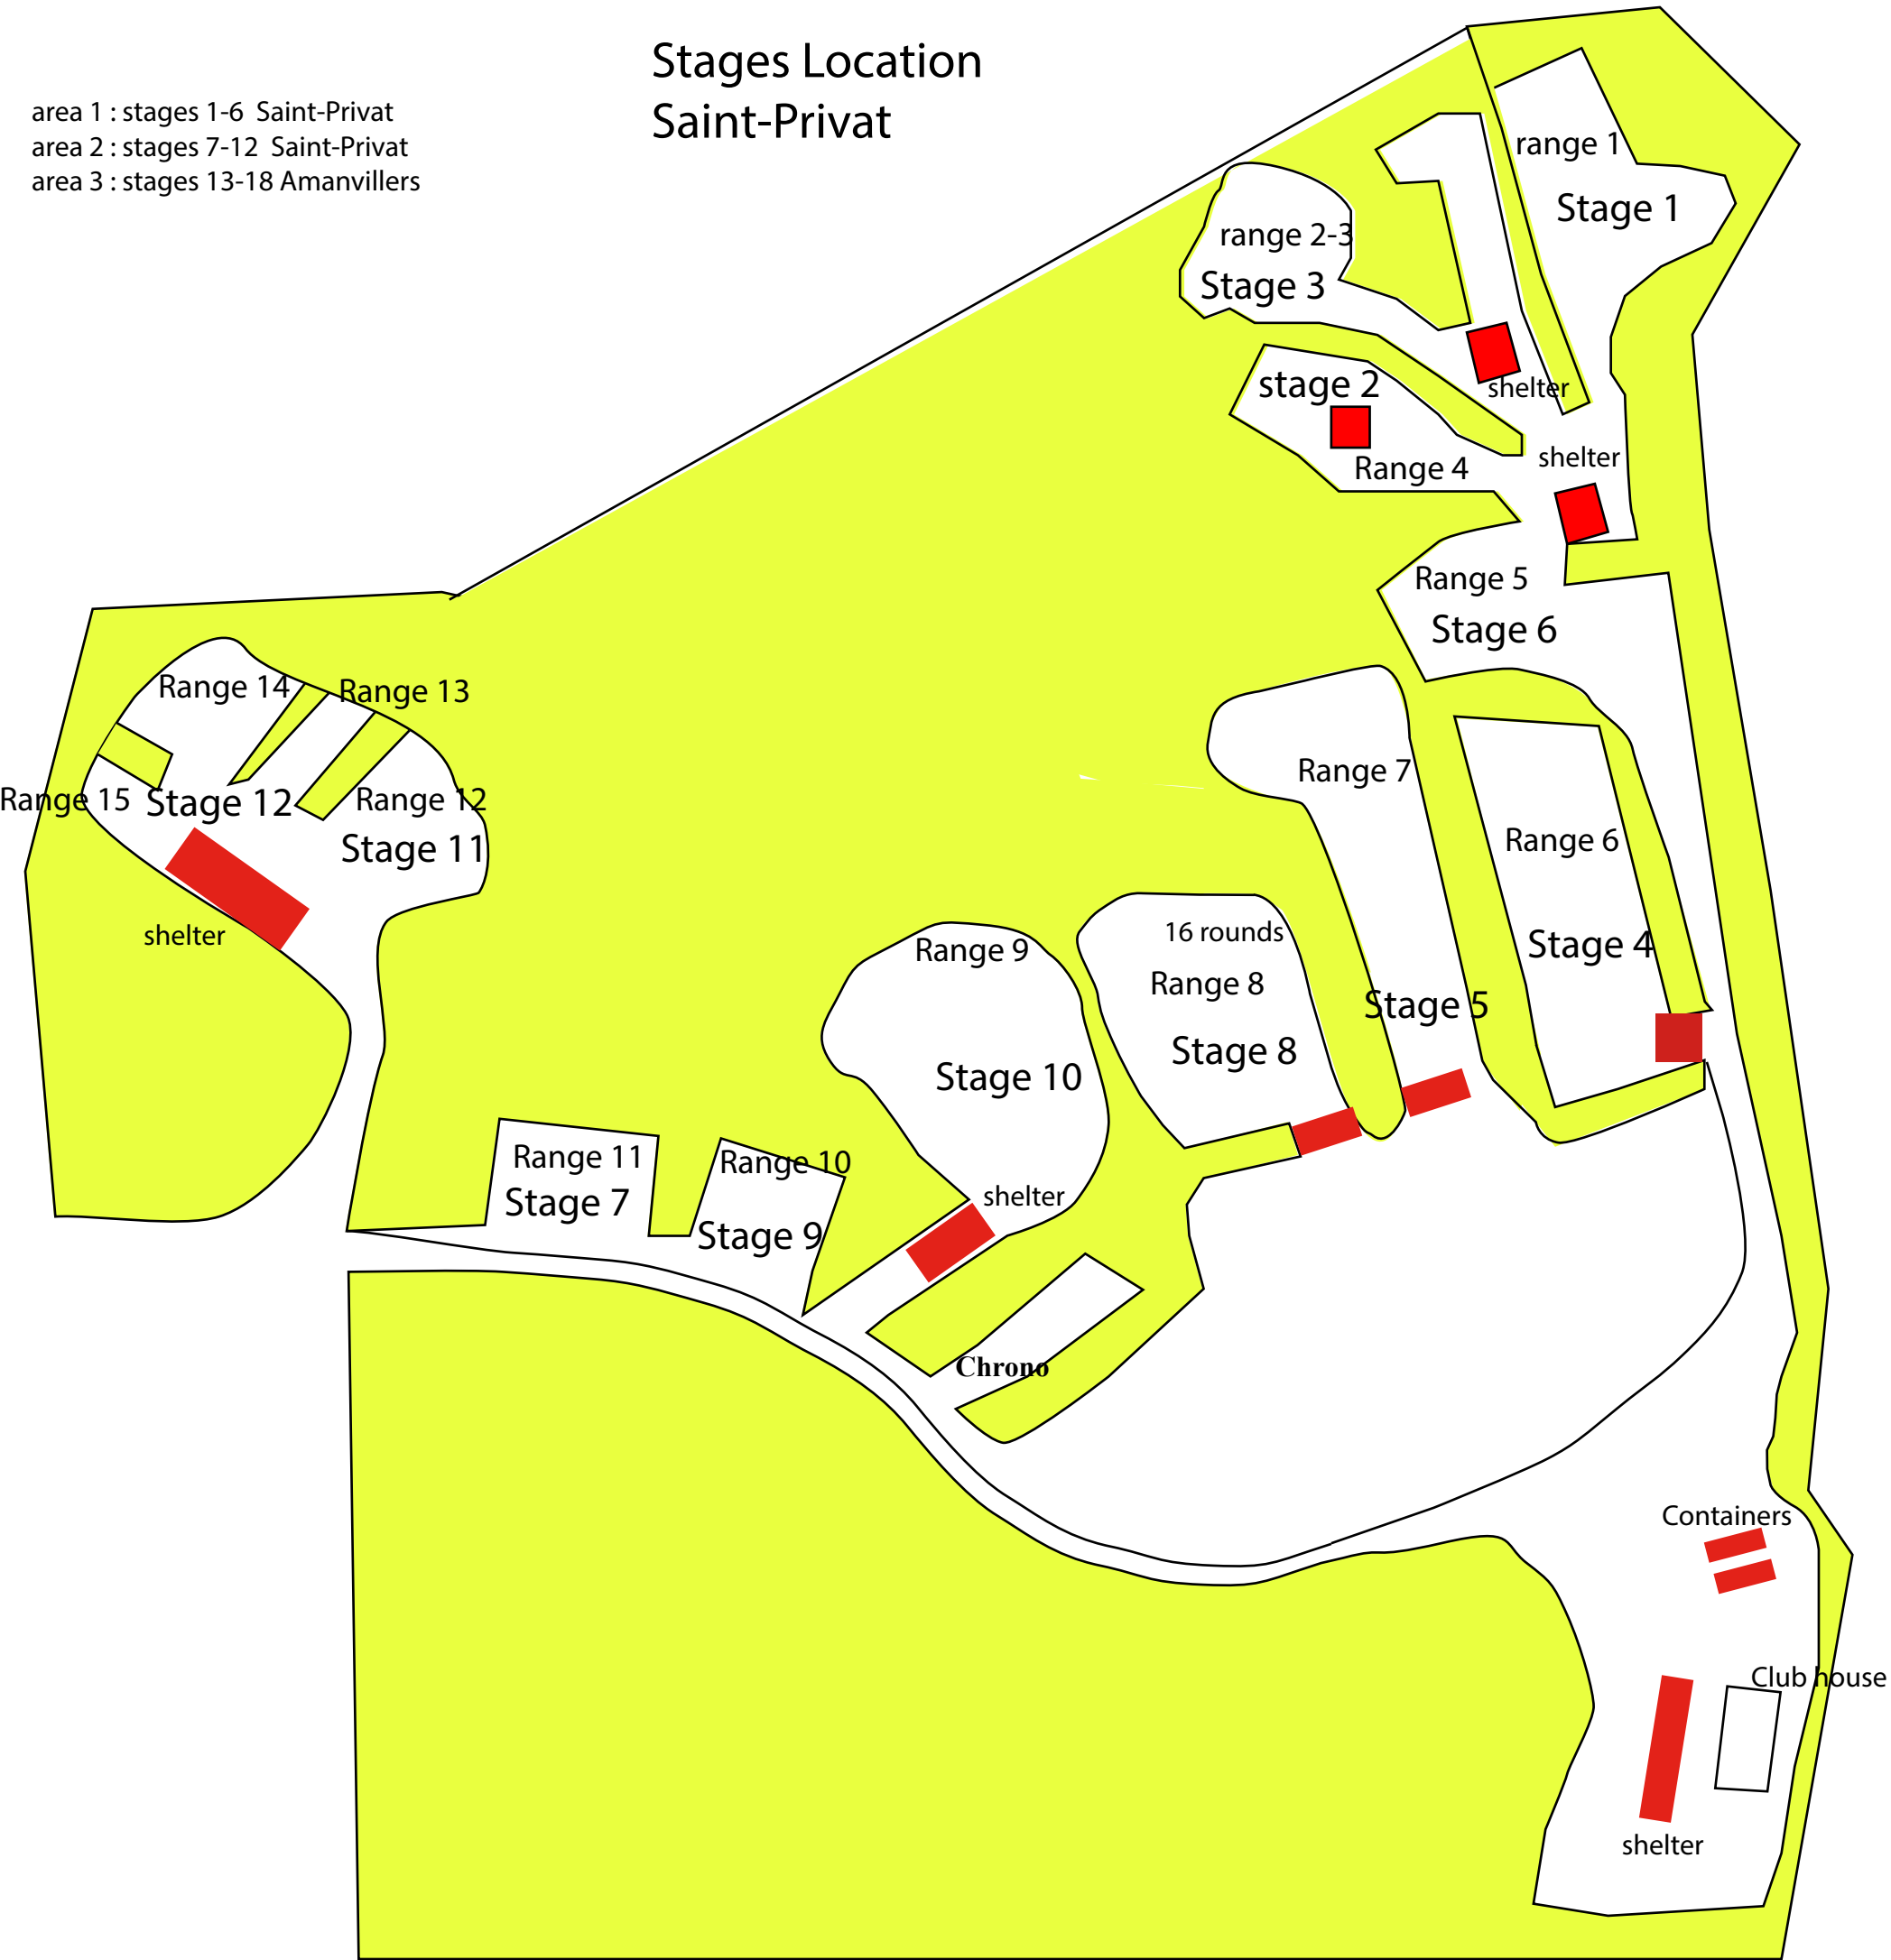 Stages Location
Saint-Privat
area 1 : stages 1-6  Saint-Privat
area 2 : stages 7-12  Saint-Privat
area 3 : stages 13-18 Amanvillers
range 1
Stage 1
range 2-3
Stage 3
shelter
stage 2
Range 4
shelter
Range 5
Stage 6
Range 14
Range 13
Range 15
Stage 12
Range 12
Stage 11
shelter
Range 7
Range 6
Stage 4
Stage 5
16 rounds
Range 8
Stage 8
Range 9
Stage 10
shelter
Range 11
Stage 7
Range 10
Stage 9
Chrono
Containers
Club house
shelter